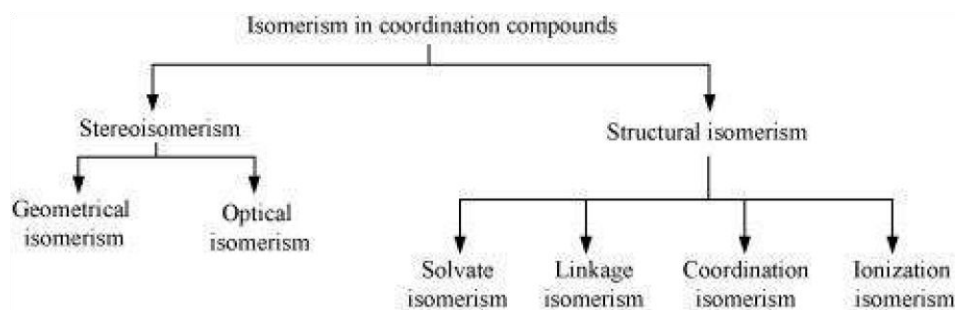 Isomerism in coordination compounds
Stereoisomerism
Structural isomerism
Geometrical
isomerism
Optical
isomerism
Solvate
isomerism
Linkage
isomerism
Coordination
isomerism
Ionization
isomerism